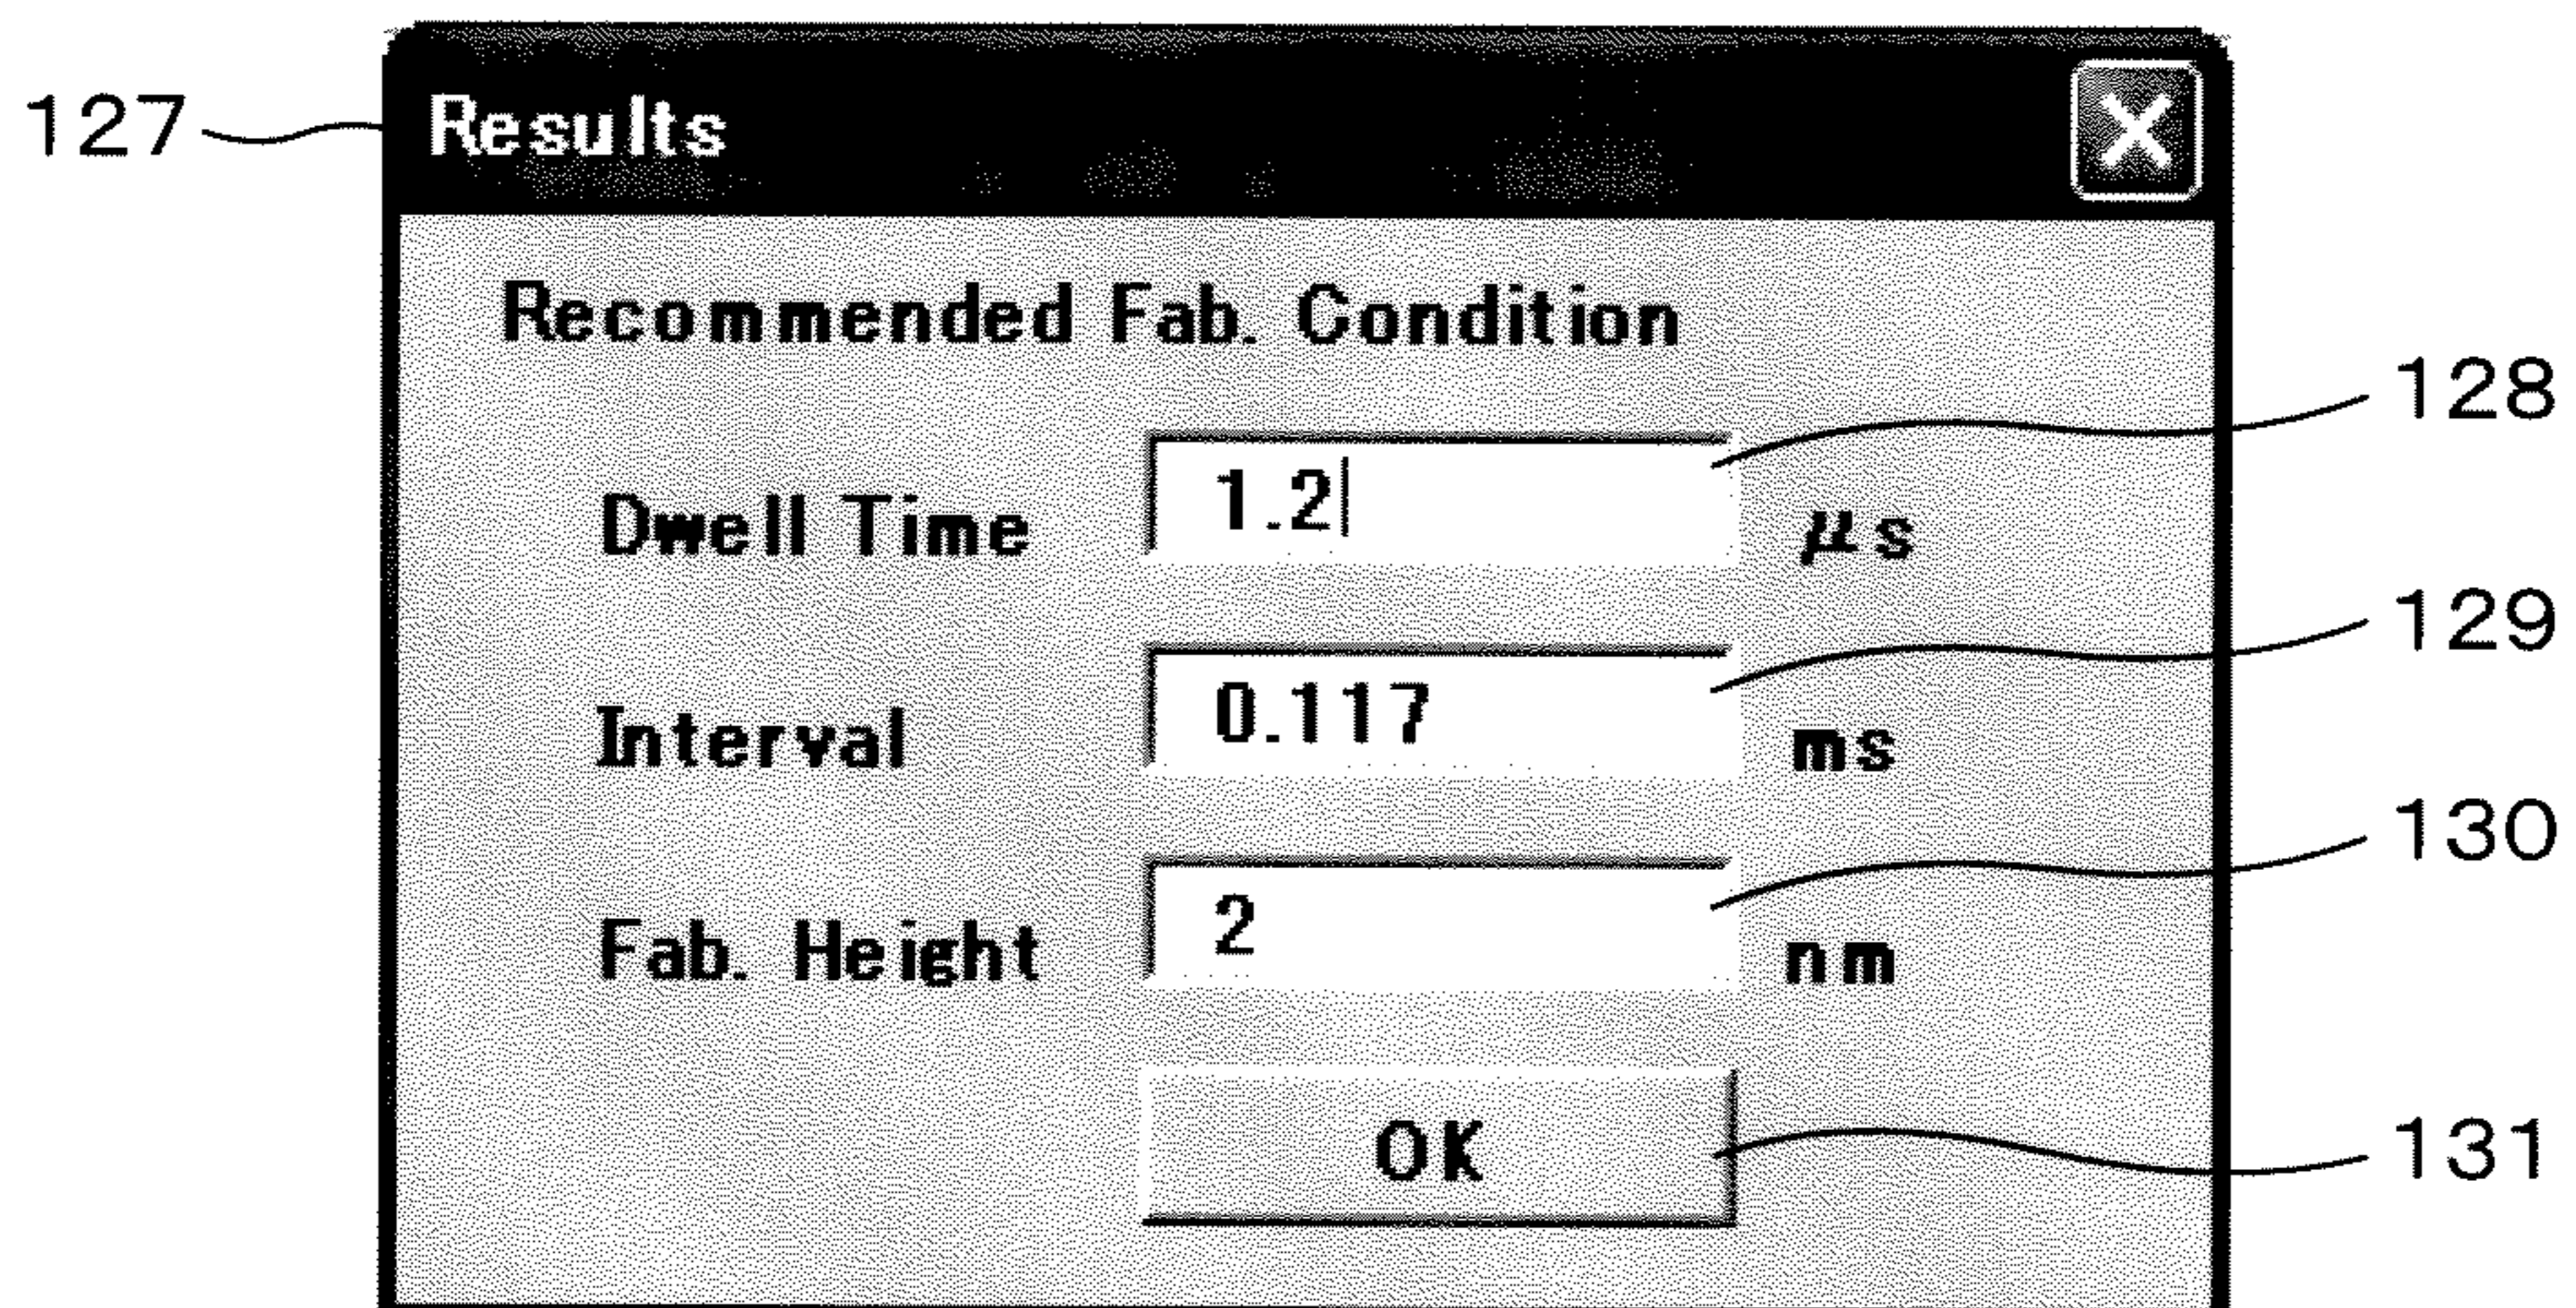 127 Results
Recommended Fab. Condition
128
Dwell Time 1.2 μs
129
Interval 0.117 ms
130
Fab. Height 2 nm
OK 131